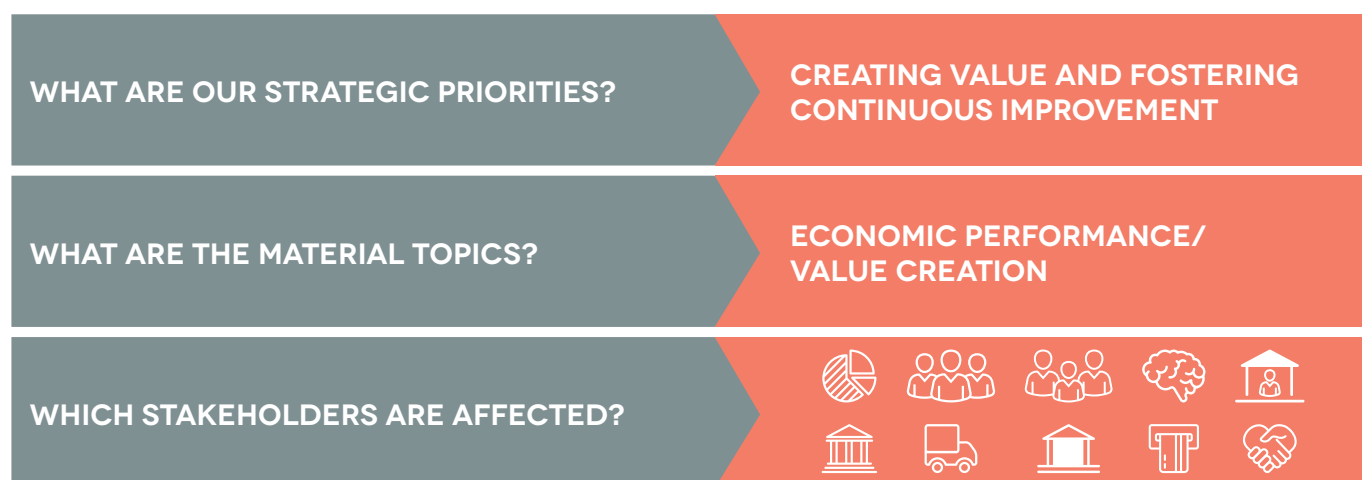 WHAT ARE OUR STRATEGIC PRIORITIES?
CREATING VALUE AND FOSTERING
CONTINUOUS IMPROVEMENT
WHAT ARE THE MATERIAL TOPICS?
ECONOMIC PERFORMANCE/
VALUE CREATION
WHICH STAKEHOLDERS ARE AFFECTED?